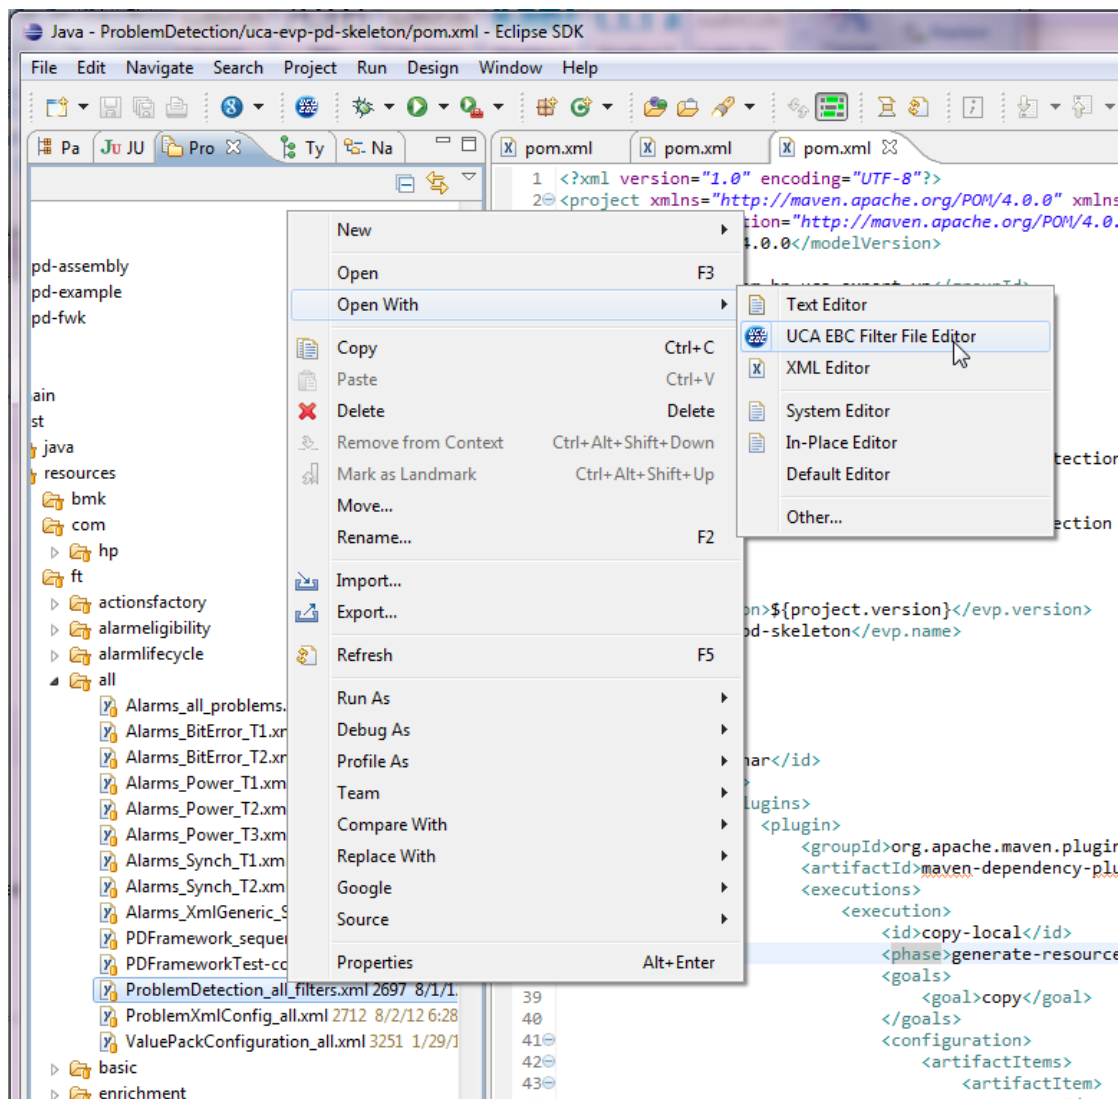 Java - ProblemDetection/uca-evp-pd-skeleton/pom.xml - Eclipse SDK
File Edit Navigate Search Project Run Design Window Help
Pa Ju JU Pro Ty Na
pom.xml pom.xml pom.xml
1 <?xml version="1.0" encoding="UTF-8"?>
2 <project xmlns="http://maven.apache.org/POM/4.0.0" xmlns
tion="http://maven.apache.org/POM/4.0.
4.0.0</modelVersion>
pd-assembly
pd-example
pd-fwk
ain
st
java
resources
bmk
com
hp
ft
actionsfactory
alarmeligibility
alarmlifecycle
all
Alarms_all_problems.
Alarms_BitError_T1.xm
Alarms_BitError_T2.xm
Alarms_Power_T1.xm
Alarms_Power_T2.xm
Alarms_Power_T3.xm
Alarms_Synch_T1.xm
Alarms_Synch_T2.xm
Alarms_XmlGeneric_S
PDFramework_sequer
PDFrameworkTest-co
ProblemDetection_all_filters.xml 2697 8/1/1
ProblemXmlConfig_all.xml 2712 8/2/12 6:28
ValuePackConfiguration_all.xml 3251 1/29/1
basic
enrichment
New
Open F3
Open With
Copy Ctrl+C
Paste Ctrl+V
Delete Delete
Remove from Context Ctrl+Alt+Shift+Down
Mark as Landmark Ctrl+Alt+Shift+Up
Move...
Rename... F2
Import...
Export...
Refresh F5
Run As
Debug As
Profile As
Team
Compare With
Replace With
Google
Source
Properties Alt+Enter
Text Editor
UCA EBC Filter File Editor
XML Editor
System Editor
In-Place Editor
Default Editor
Other...
tection
ection
on>${project.version}</evp.version>
pd-skeleton</evp.name>
nar</id>
>
lugins>
<plugin>
<groupId>org.apache.maven.plugin
<artifactId>maven-dependency-plu
<executions>
<execution>
<id>copy-local</id>
<phase>generate-resource
<goals>
39 <goal>copy</goal>
40 </goals>
41 <configuration>
42 <artifactItems>
43 <artifactItem>